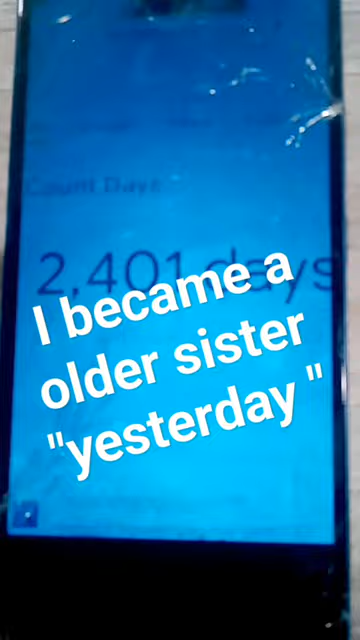 Count Days
2,401 days
I became a
older sister
"yesterday "